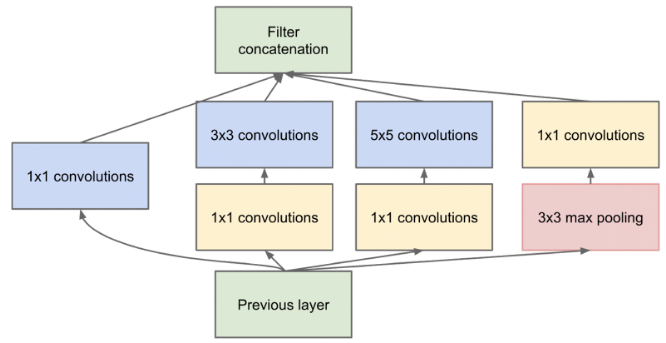 Filter
concatenation
3x3 convolutions
5x5 convolutions
1x1 convolutions
1x1 convolutions
1x1 convolutions
1x1 convolutions
3x3 max pooling
Previous layer